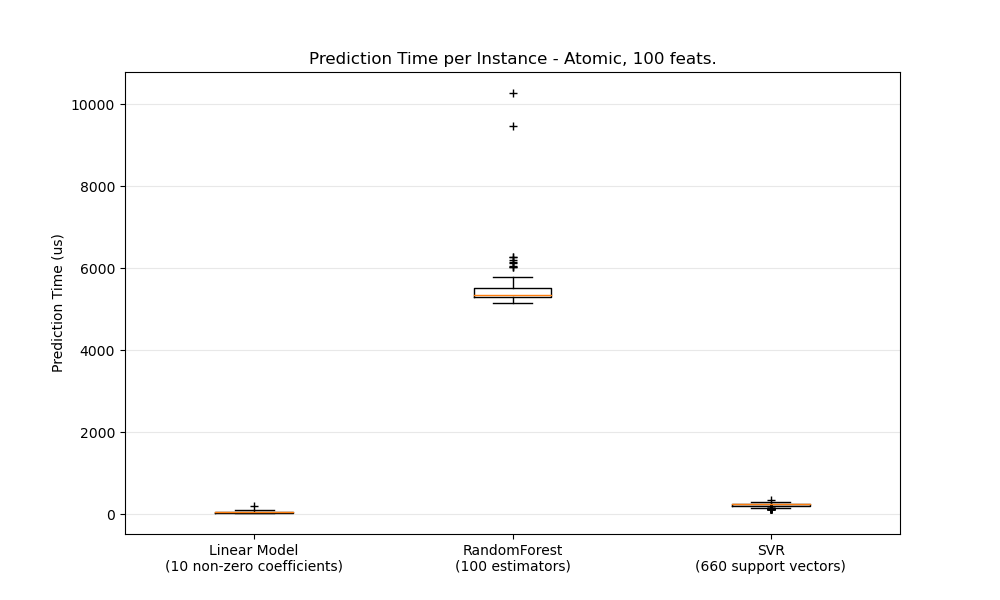 Prediction Time per Instance - Atomic, 100 feats.
Prediction Time (us)
10000
8000
6000
4000
2000
0
Linear Model
(10 non-zero coefficients)
RandomForest
(100 estimators)
SVR
(660 support vectors)